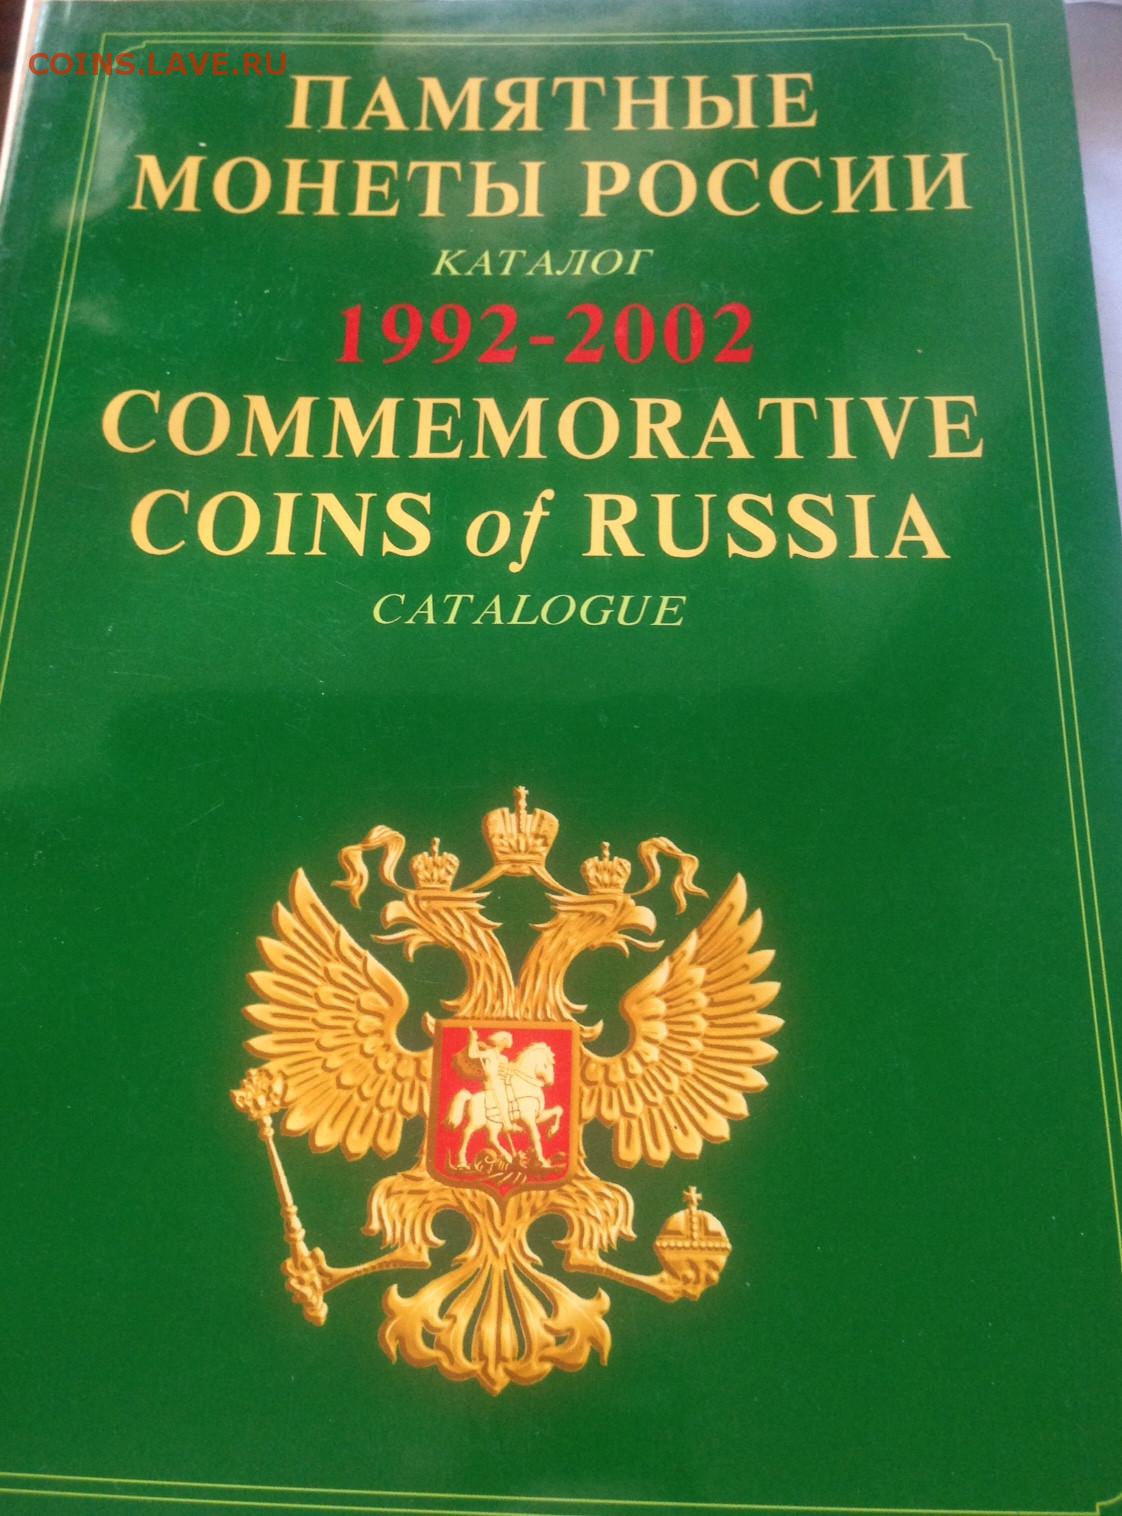 COINS.LAVE.RU
ПАМЯТНЫЕ
МОНЕТЫ РОССИИ
КАТАЛОГ
1992-2002
COMMEMORATIVE
COINS of RUSSIA
CATALOGUE